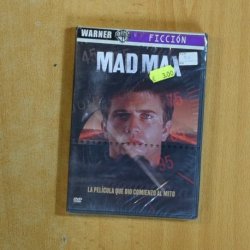 WARNER
FICCIÓN
MAD MAX
LA PELÍCULA QUE DIO COMIENZO AL MITO
DVD